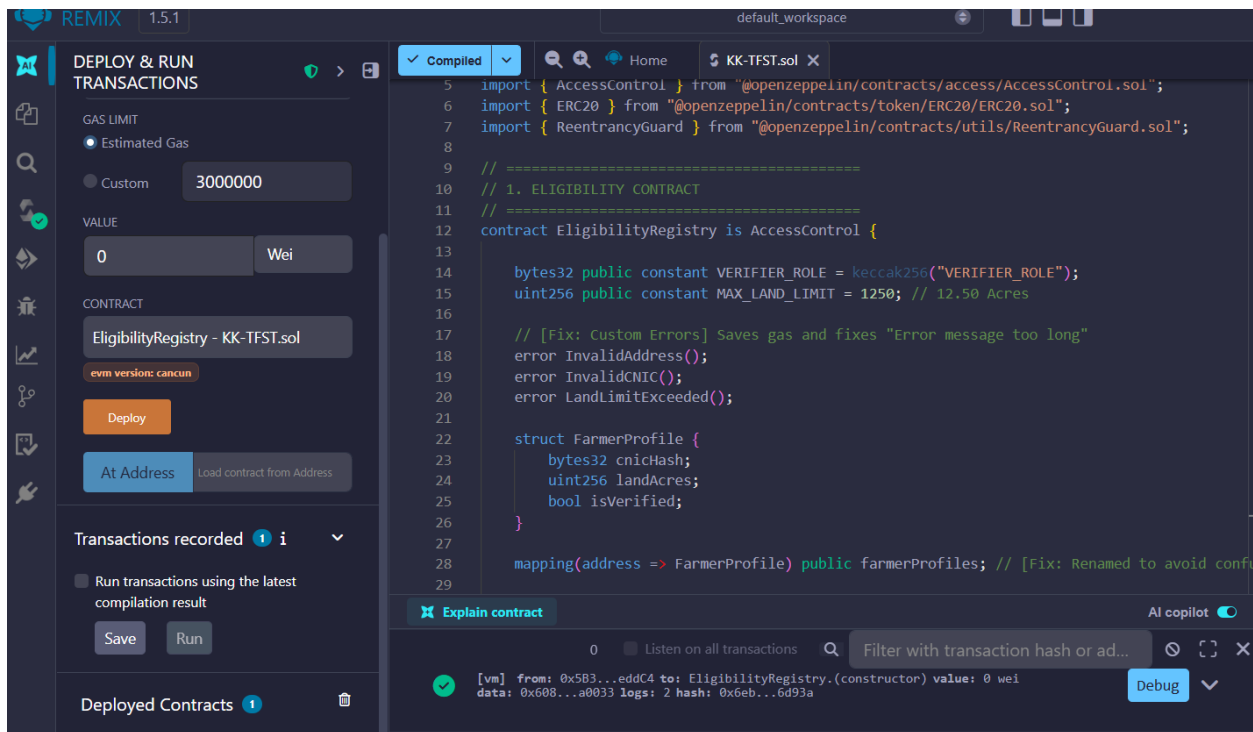 REMIX 1.5.1 default_workspace
AI
DEPLOY & RUN
TRANSACTIONS
GAS LIMIT
Estimated Gas
Custom 3000000
VALUE
0 Wei
CONTRACT
EligibilityRegistry - KK-TFST.sol
evm version: cancun
Deploy
At Address Load contract from Address
Transactions recorded 1 i
Run transactions using the latest
compilation result
Save Run
Deployed Contracts 1
Compiled Home KK-TFST.sol
5 import { AccessControl } from "@openzeppelin/contracts/access/AccessControl.sol";
6 import { ERC20 } from "@openzeppelin/contracts/token/ERC20/ERC20.sol";
7 import { ReentrancyGuard } from "@openzeppelin/contracts/utils/ReentrancyGuard.sol";
8
9 // ==========================================
10 // 1. ELIGIBILITY CONTRACT
11 // ==========================================
12 contract EligibilityRegistry is AccessControl {
13
14 bytes32 public constant VERIFIER_ROLE = keccak256("VERIFIER_ROLE");
15 uint256 public constant MAX_LAND_LIMIT = 1250; // 12.50 Acres
16
17 // [Fix: Custom Errors] Saves gas and fixes "Error message too long"
18 error InvalidAddress();
19 error InvalidCNIC();
20 error LandLimitExceeded();
21
22 struct FarmerProfile {
23 bytes32 cnicHash;
24 uint256 landAcres;
25 bool isVerified;
26 }
27
28 mapping(address => FarmerProfile) public farmerProfiles; // [Fix: Renamed to avoid conf
29
Explain contract AI copilot
0 Listen on all transactions Filter with transaction hash or ad...
[vm] from: 0x5B3...eddC4 to: EligibilityRegistry.(constructor) value: 0 wei
data: 0x608...a0033 logs: 2 hash: 0x6eb...6d93a
Debug